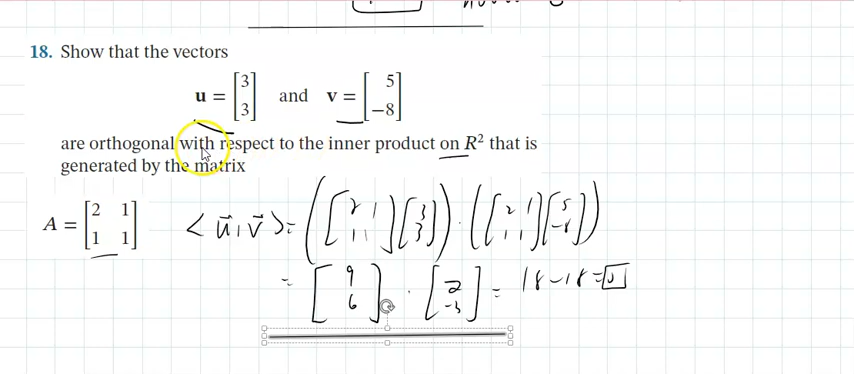 18. Show that the vectors
u = [3 3] and v = [5 −8]
are orthogonal with respect to the inner product on R² that is
generated by the matrix
A = [2 1 1 1] < u⃗, v⃗ > = ([2 1 1 1][3 3]) · ([2 1 1 1][5 −8])
= [9 6] · [2 −3] = 18 − 18 = 0